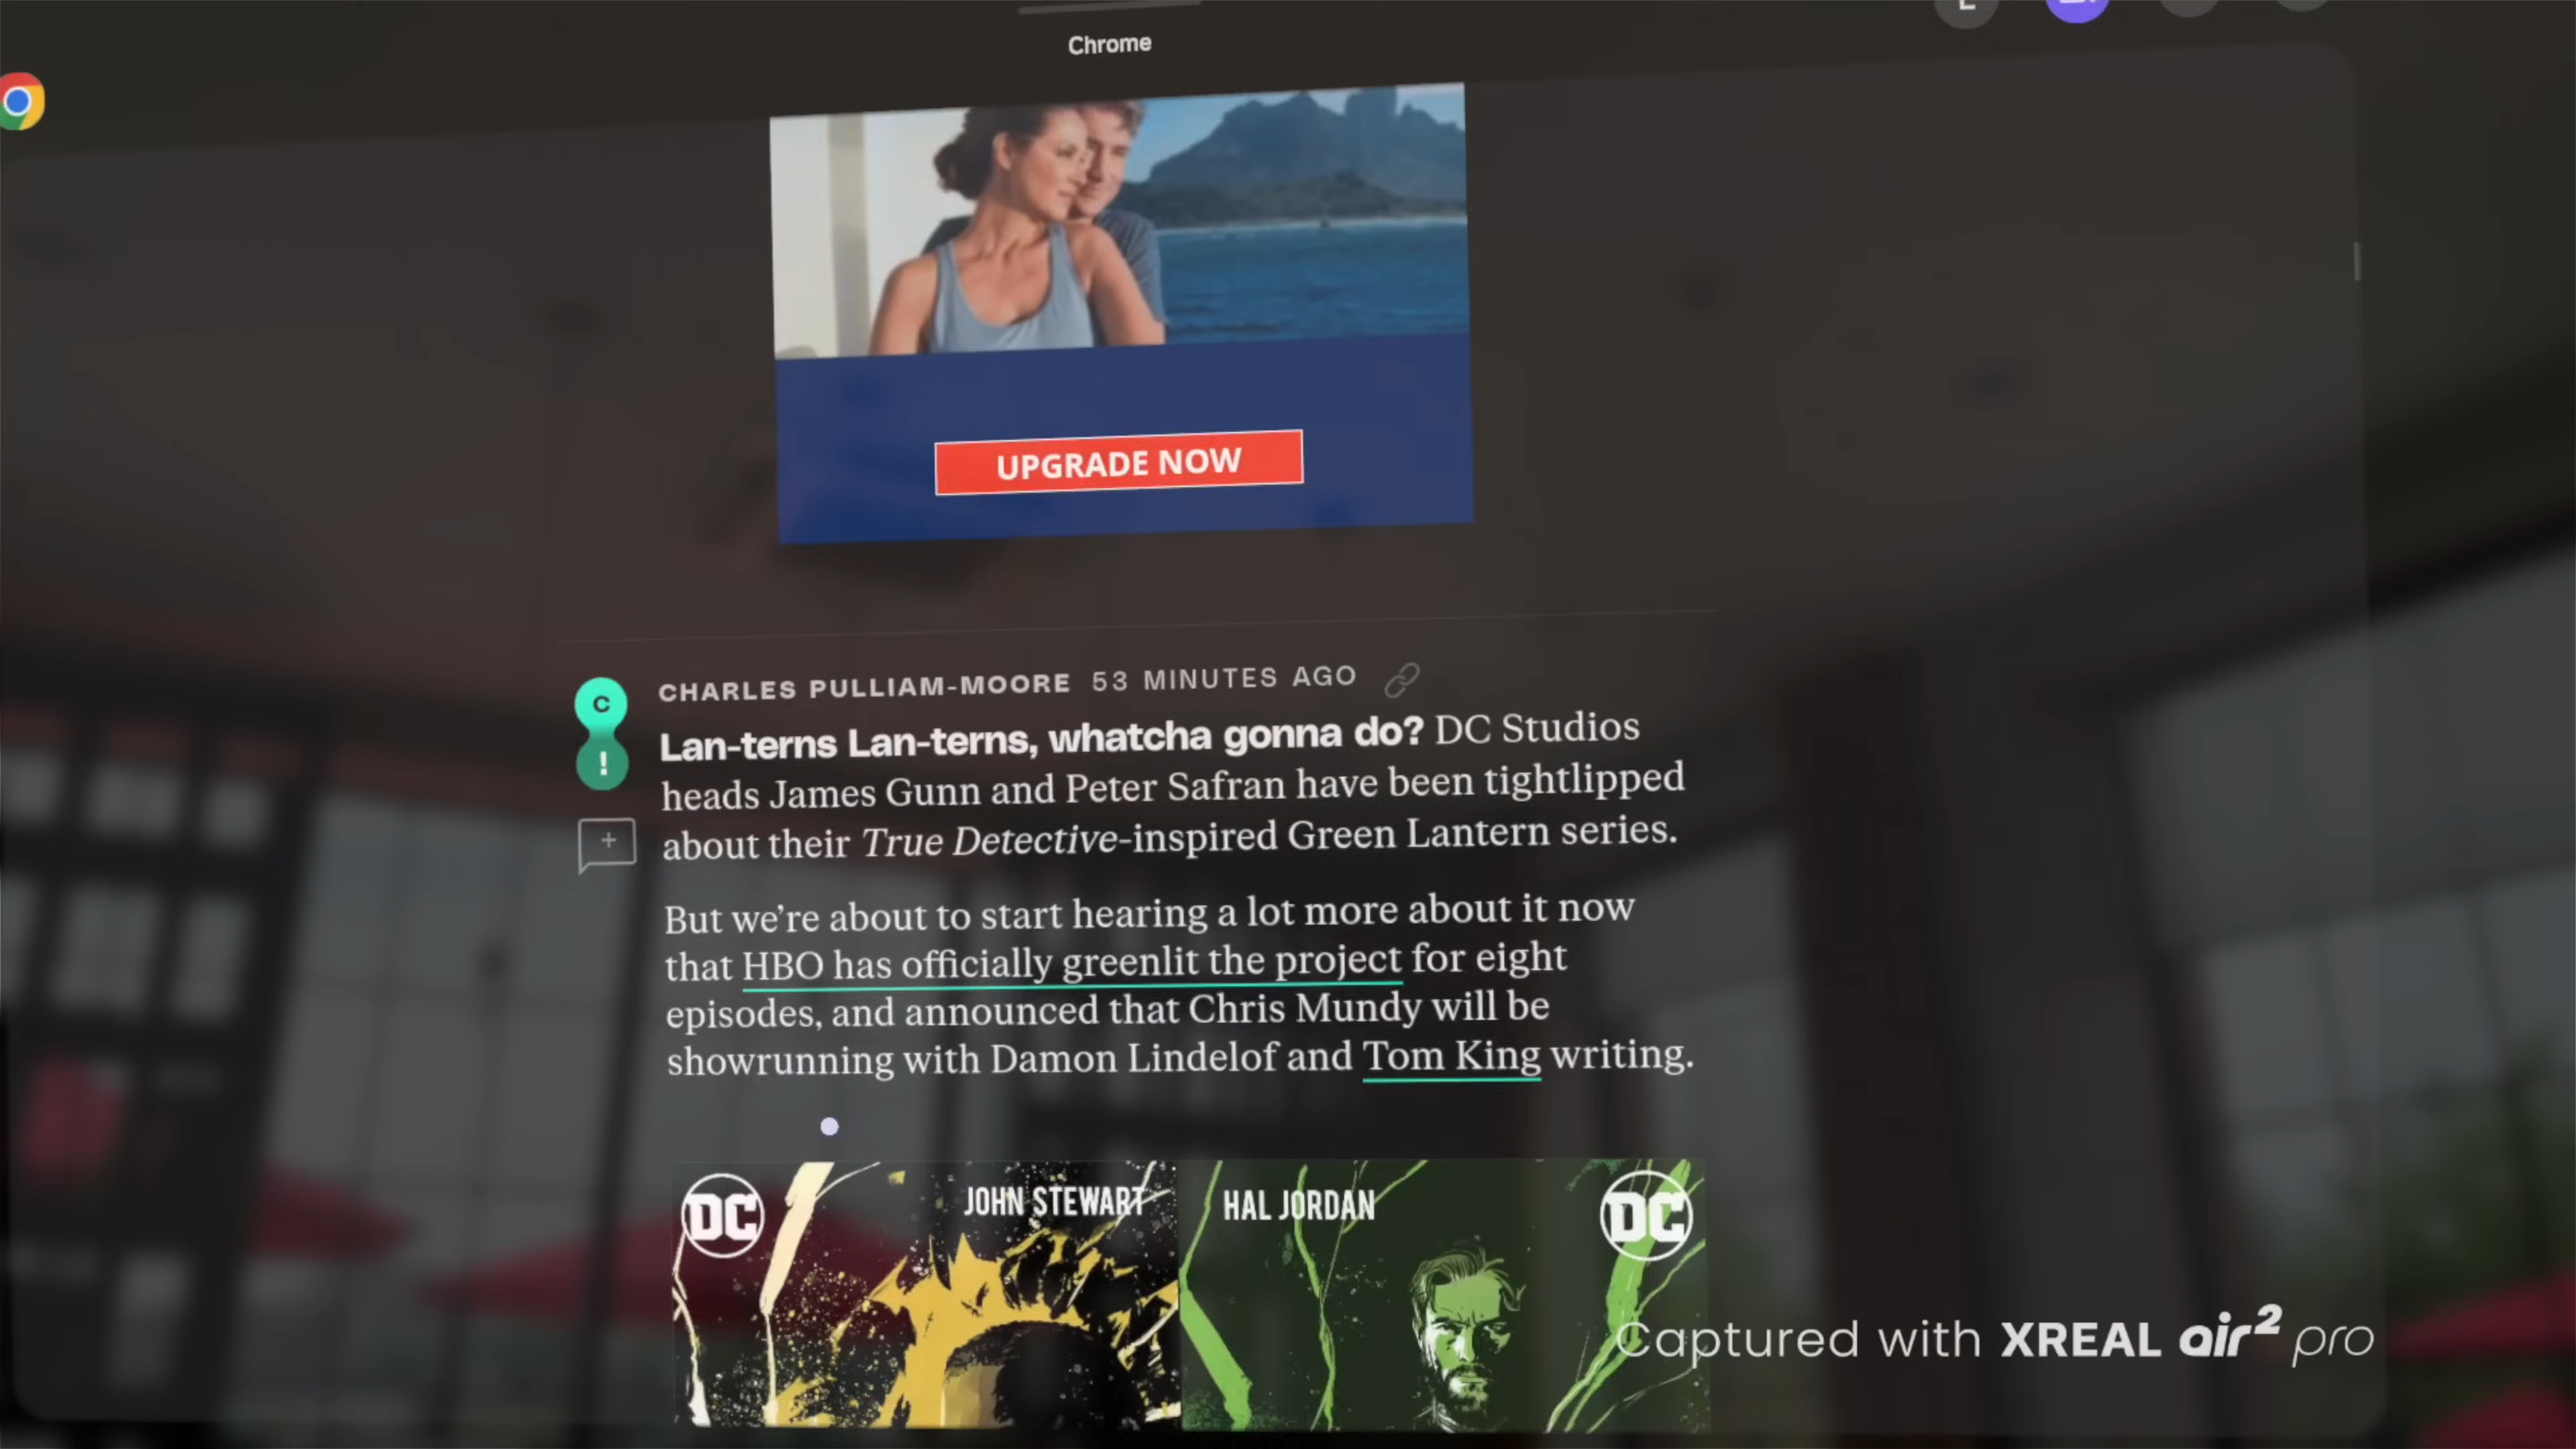 Chrome
UPGRADE NOW
CHARLES PULLIAM-MOORE 53 MINUTES AGO
C
!
Lan-terns Lan-terns, whatcha gonna do? DC Studios
heads James Gunn and Peter Safran have been tightlipped
about their True Detective-inspired Green Lantern series.
But we’re about to start hearing a lot more about it now
that HBO has officially greenlit the project for eight
episodes, and announced that Chris Mundy will be
showrunning with Damon Lindelof and Tom King writing.
DC JOHN STEWART HAL JORDAN DC
Captured with XREAL air² pro